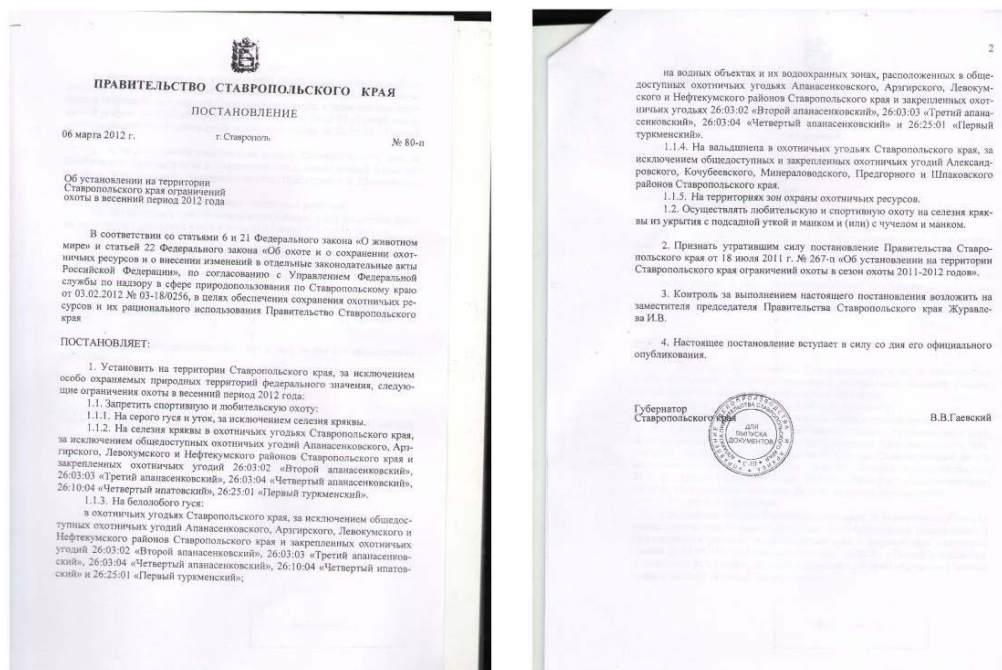 ПРАВИТЕЛЬСТВО СТАВРОПОЛЬСКОГО КРАЯ
ПОСТАНОВЛЕНИЕ
06 марта 2012 г. г. Ставрополь № 80-п
Об установлении на территории
Ставропольского края ограничений
охоты в весенний период 2012 года
В соответствии со статьями 6 и 21 Федерального закона «О животном
мире» и статьей 22 Федерального закона «Об охоте и о сохранении охот-
ничьих ресурсов и о внесении изменений в отдельные законодательные акты
Российской Федерации», по согласованию с Управлением Федеральной
службы по надзору в сфере природопользования по Ставропольскому краю
от 03.02.2012 № 03-18/0256, в целях обеспечения сохранения охотничьих ре-
сурсов и их рационального использования Правительство Ставропольского
края
ПОСТАНОВЛЯЕТ:
1. Установить на территории Ставропольского края, за исключением
особо охраняемых природных территорий федерального значения, следую-
щие ограничения охоты в весенний период 2012 года:
1.1. Запретить спортивную и любительскую охоту:
1.1.1. На серого гуся и уток, за исключением селезня кряквы.
1.1.2. На селезня кряквы в охотничьих угодьях Ставропольского края,
за исключением общедоступных охотничьих угодий Апанасенковского, Арз-
гирского, Левокумского и Нефтекумского районов Ставропольского края и
закрепленных охотничьих угодий 26:03:02 «Второй апанасенковский»,
26:03:03 «Третий апанасенковский», 26:03:04 «Четвертый апанасенковский»,
26:10:04 «Четвертый ипатовский», 26:25:01 «Первый туркменский».
1.1.3. На белолобого гуся:
в охотничьих угодьях Ставропольского края, за исключением общедос-
тупных охотничьих угодий Апанасенковского, Арзгирского, Левокумского и
Нефтекумского районов Ставропольского края и закрепленных охотничьих
угодий 26:03:02 «Второй апанасенковский», 26:03:03 «Третий апанасенков-
ский», 26:03:04 «Четвертый апанасенковский», 26:10:04 «Четвертый ипатов-
ский» и 26:25:01 «Первый туркменский»;
2
на водных объектах и их водоохранных зонах, расположенных в обще-
доступных охотничьих угодьях Апанасенковского, Арзгирского, Левокум-
ского и Нефтекумского районов Ставропольского края и закрепленных охот-
ничьих угодьях 26:03:02 «Второй апанасенковский», 26:03:03 «Третий апана-
сенковский», 26:03:04 «Четвертый апанасенковский» и 26:25:01 «Первый
туркменский».
1.1.4. На вальдшнепа в охотничьих угодьях Ставропольского края, за
исключением общедоступных и закрепленных охотничьих угодий Александ-
ровского, Кочубеевского, Минераловодского, Предгорного и Шпаковского
районов Ставропольского края.
1.1.5. На территориях зон охраны охотничьих ресурсов.
1.2. Осуществлять любительскую и спортивную охоту на селезня кряк-
вы из укрытия с подсадной уткой и манком и (или) с чучелом и манком.
2. Признать утратившим силу постановление Правительства Ставро-
польского края от 18 июля 2011 г. № 267-п «Об установлении на территории
Ставропольского края ограничений охоты в сезон охоты 2011-2012 годов».
3. Контроль за выполнением настоящего постановления возложить на
заместителя председателя Правительства Ставропольского края Журавле-
ва И.В.
4. Настоящее постановление вступает в силу со дня его официального
опубликования.
Губернатор
Ставропольского края В.В.Гаевский
ДЛЯ
ВЫПУСКА
ДОКУМЕНТОВ